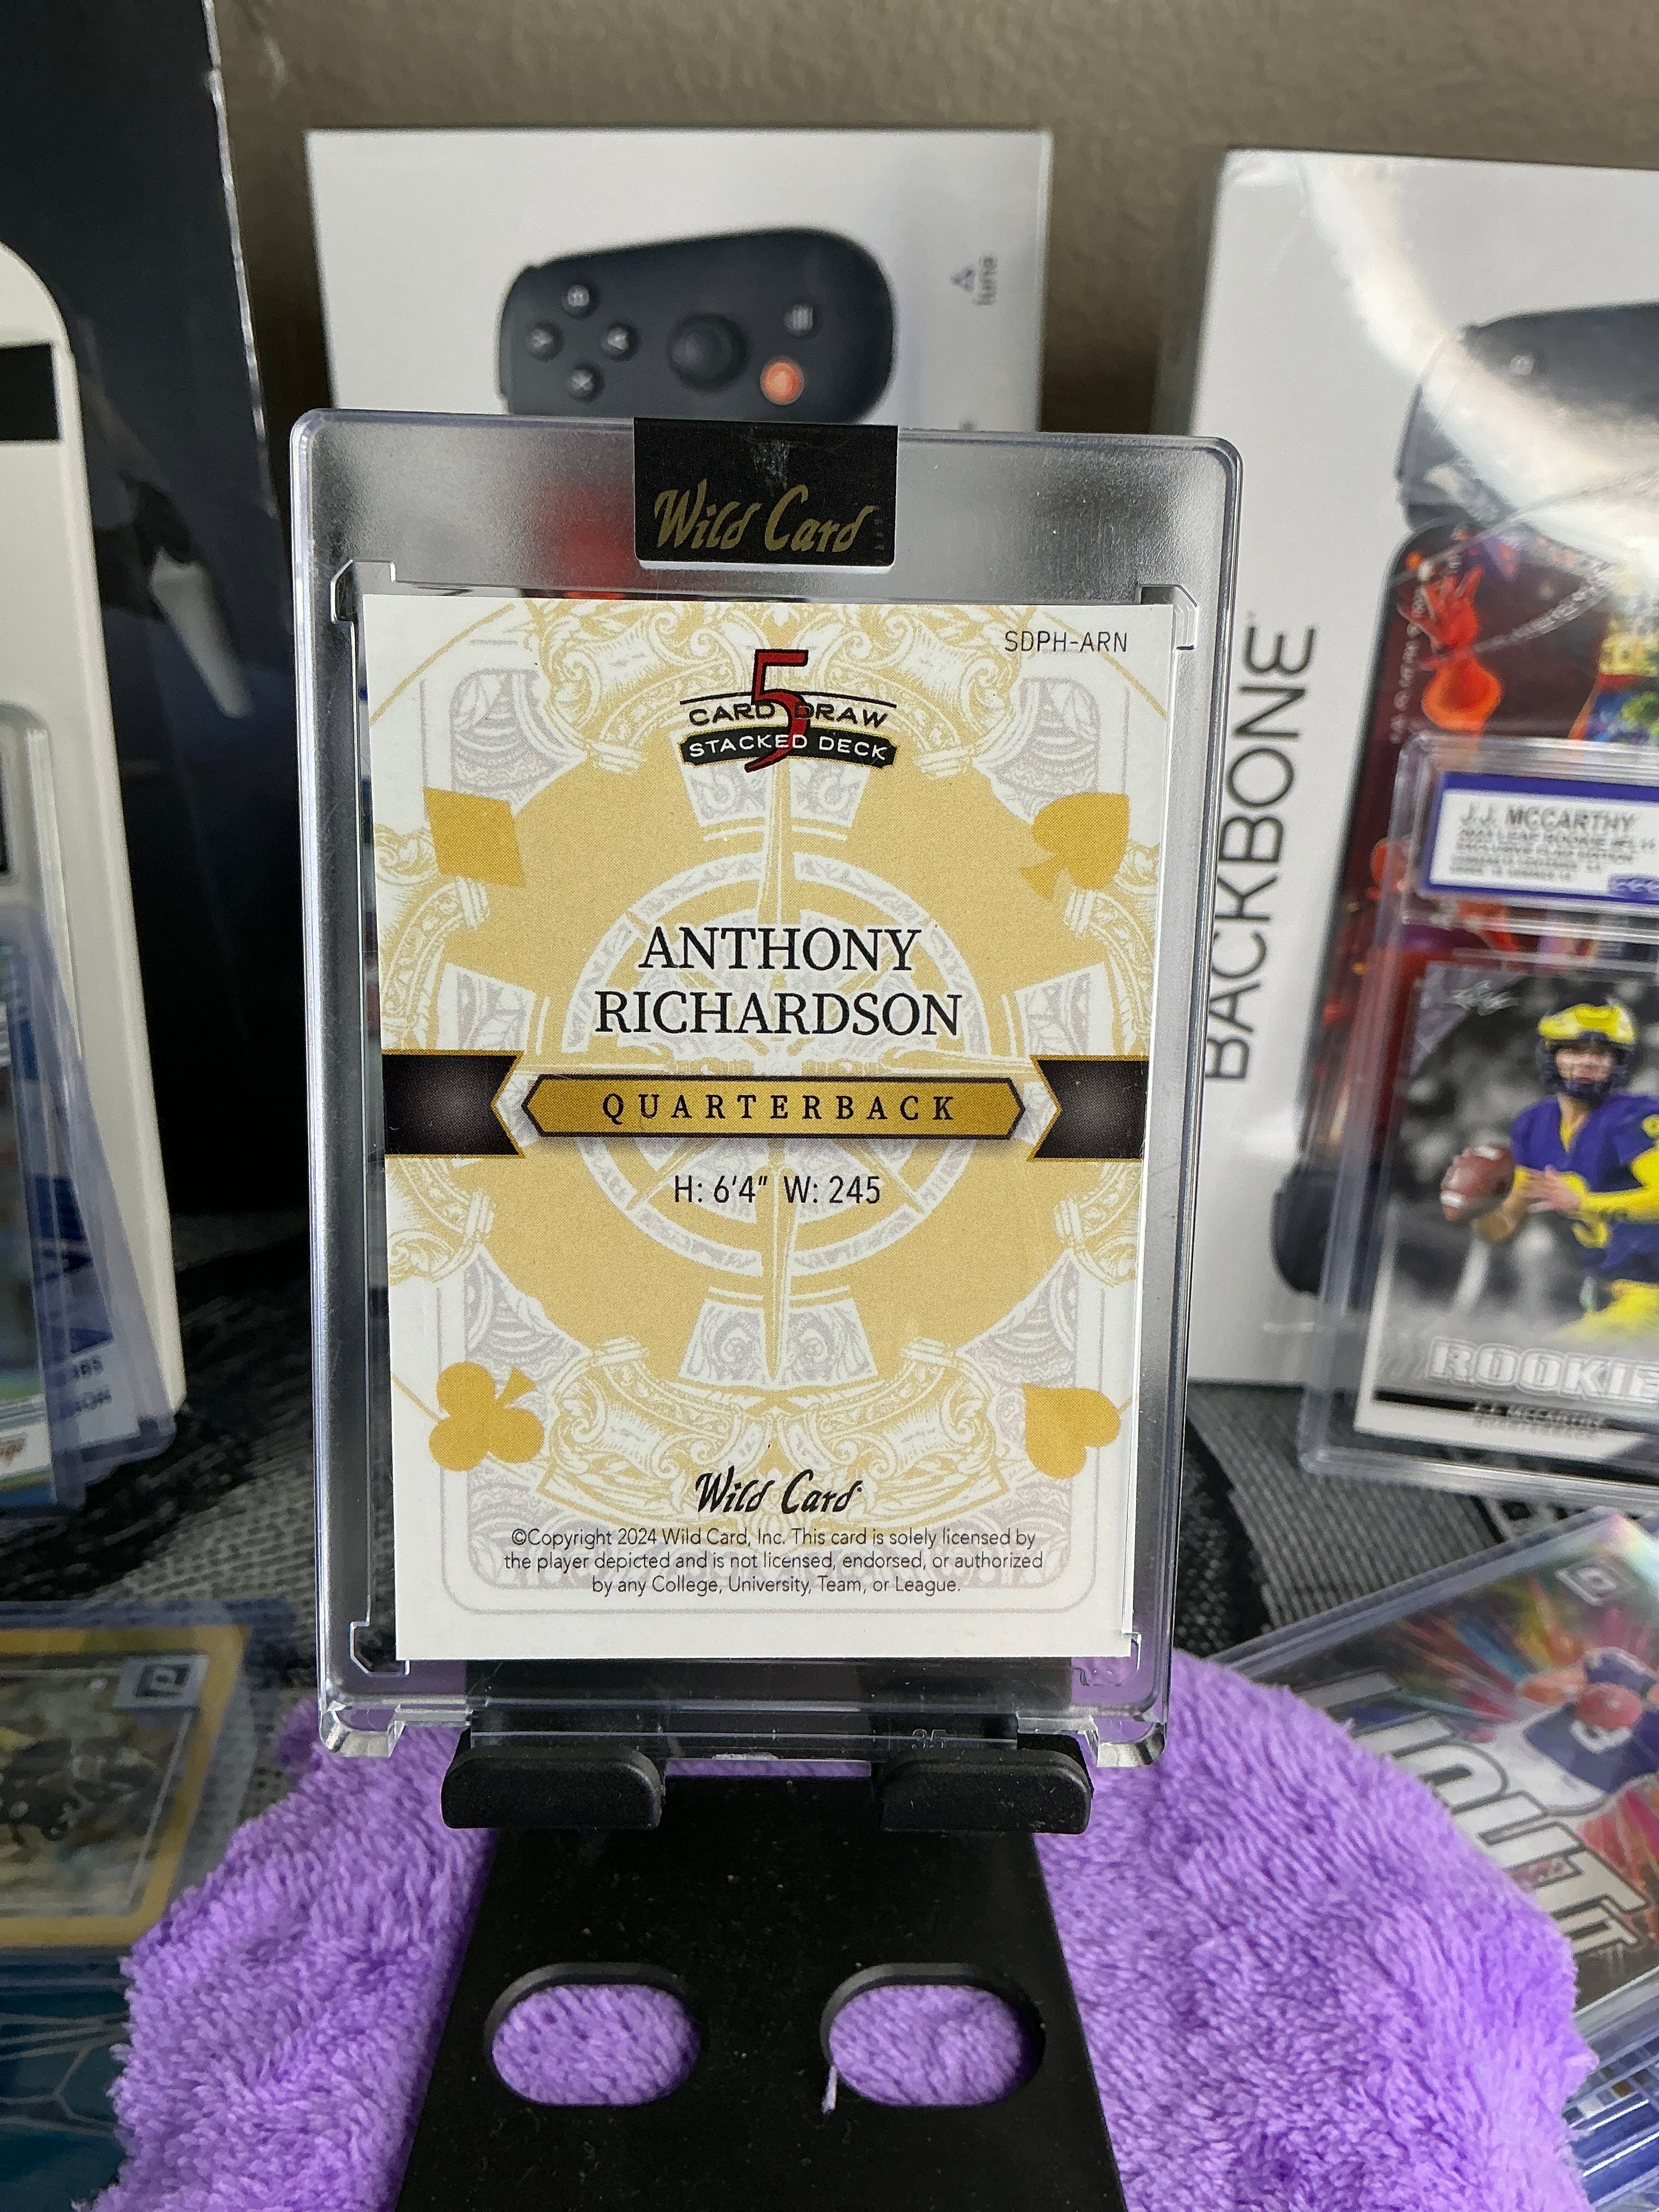 luna
B
Y
A
X
Wild Card
SDPH-ARN
5
CARD DRAW
STACKED DECK
ANTHONY
RICHARDSON
QUARTERBACK
H: 6'4" W: 245
Wild Card
©Copyright 2024 Wild Card, Inc. This card is solely licensed by
the player depicted and is not licensed, endorsed, or authorized
by any College, University, Team, or League.
35
BACKBONE
J.J. MCCARTHY
ROOKIE